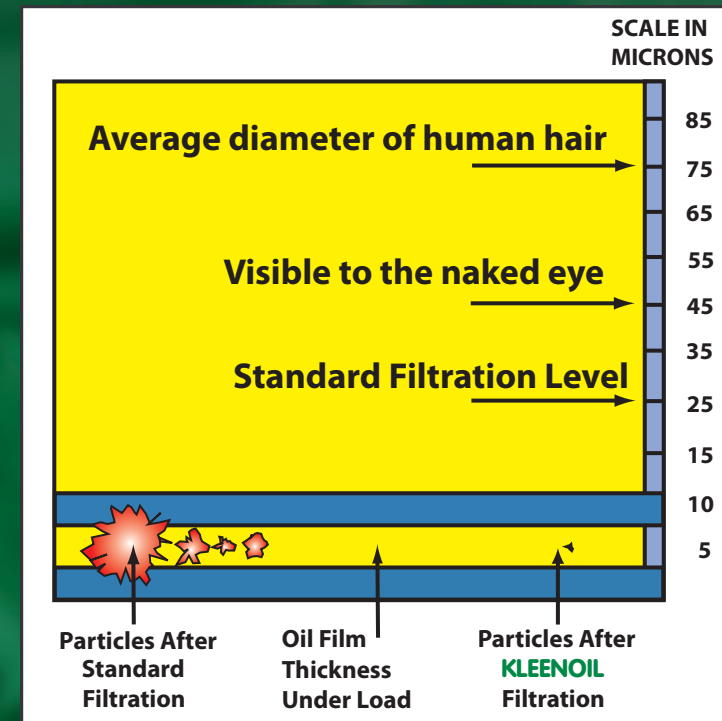 SCALE IN
MICRONS
Average diameter of human hair
Visible to the naked eye
Standard Filtration Level
85
75
65
55
45
35
25
15
10
5
Particles After
Standard
Filtration
Oil Film
Thickness
Under Load
Particles After
KLEENOIL
Filtration